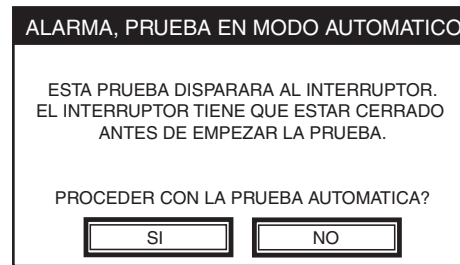 ALARMA, PRUEBA EN MODO AUTOMATICO
ESTA PRUEBA DISPARARA AL INTERRUPTOR.
EL INTERRUPTOR TIENE QUE ESTAR CERRADO
ANTES DE EMPEZAR LA PRUEBA.
PROCEDER CON LA PRUEBA AUTOMATICA?
SI NO